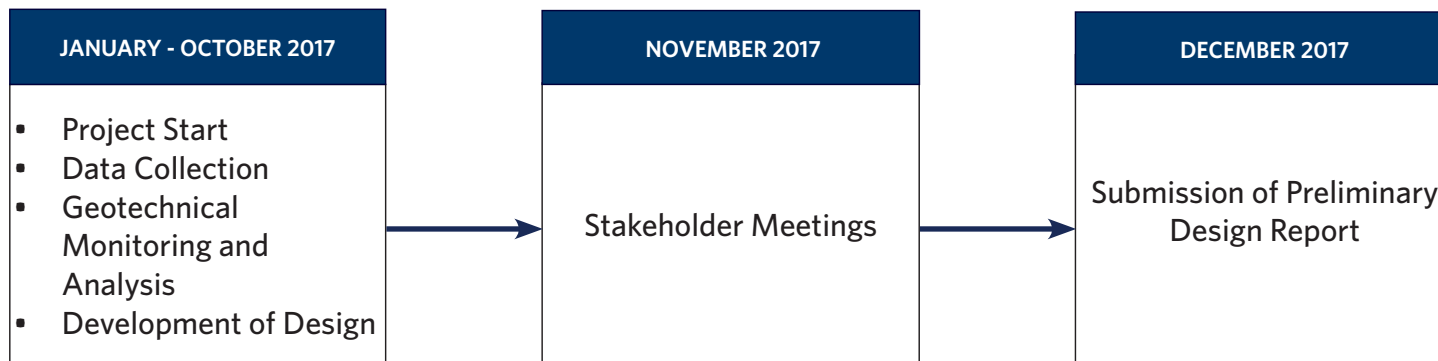 JANUARY - OCTOBER 2017
▪ Project Start
▪ Data Collection
▪ Geotechnical
Monitoring and
Analysis
▪ Development of Design
NOVEMBER 2017
Stakeholder Meetings
DECEMBER 2017
Submission of Preliminary
Design Report